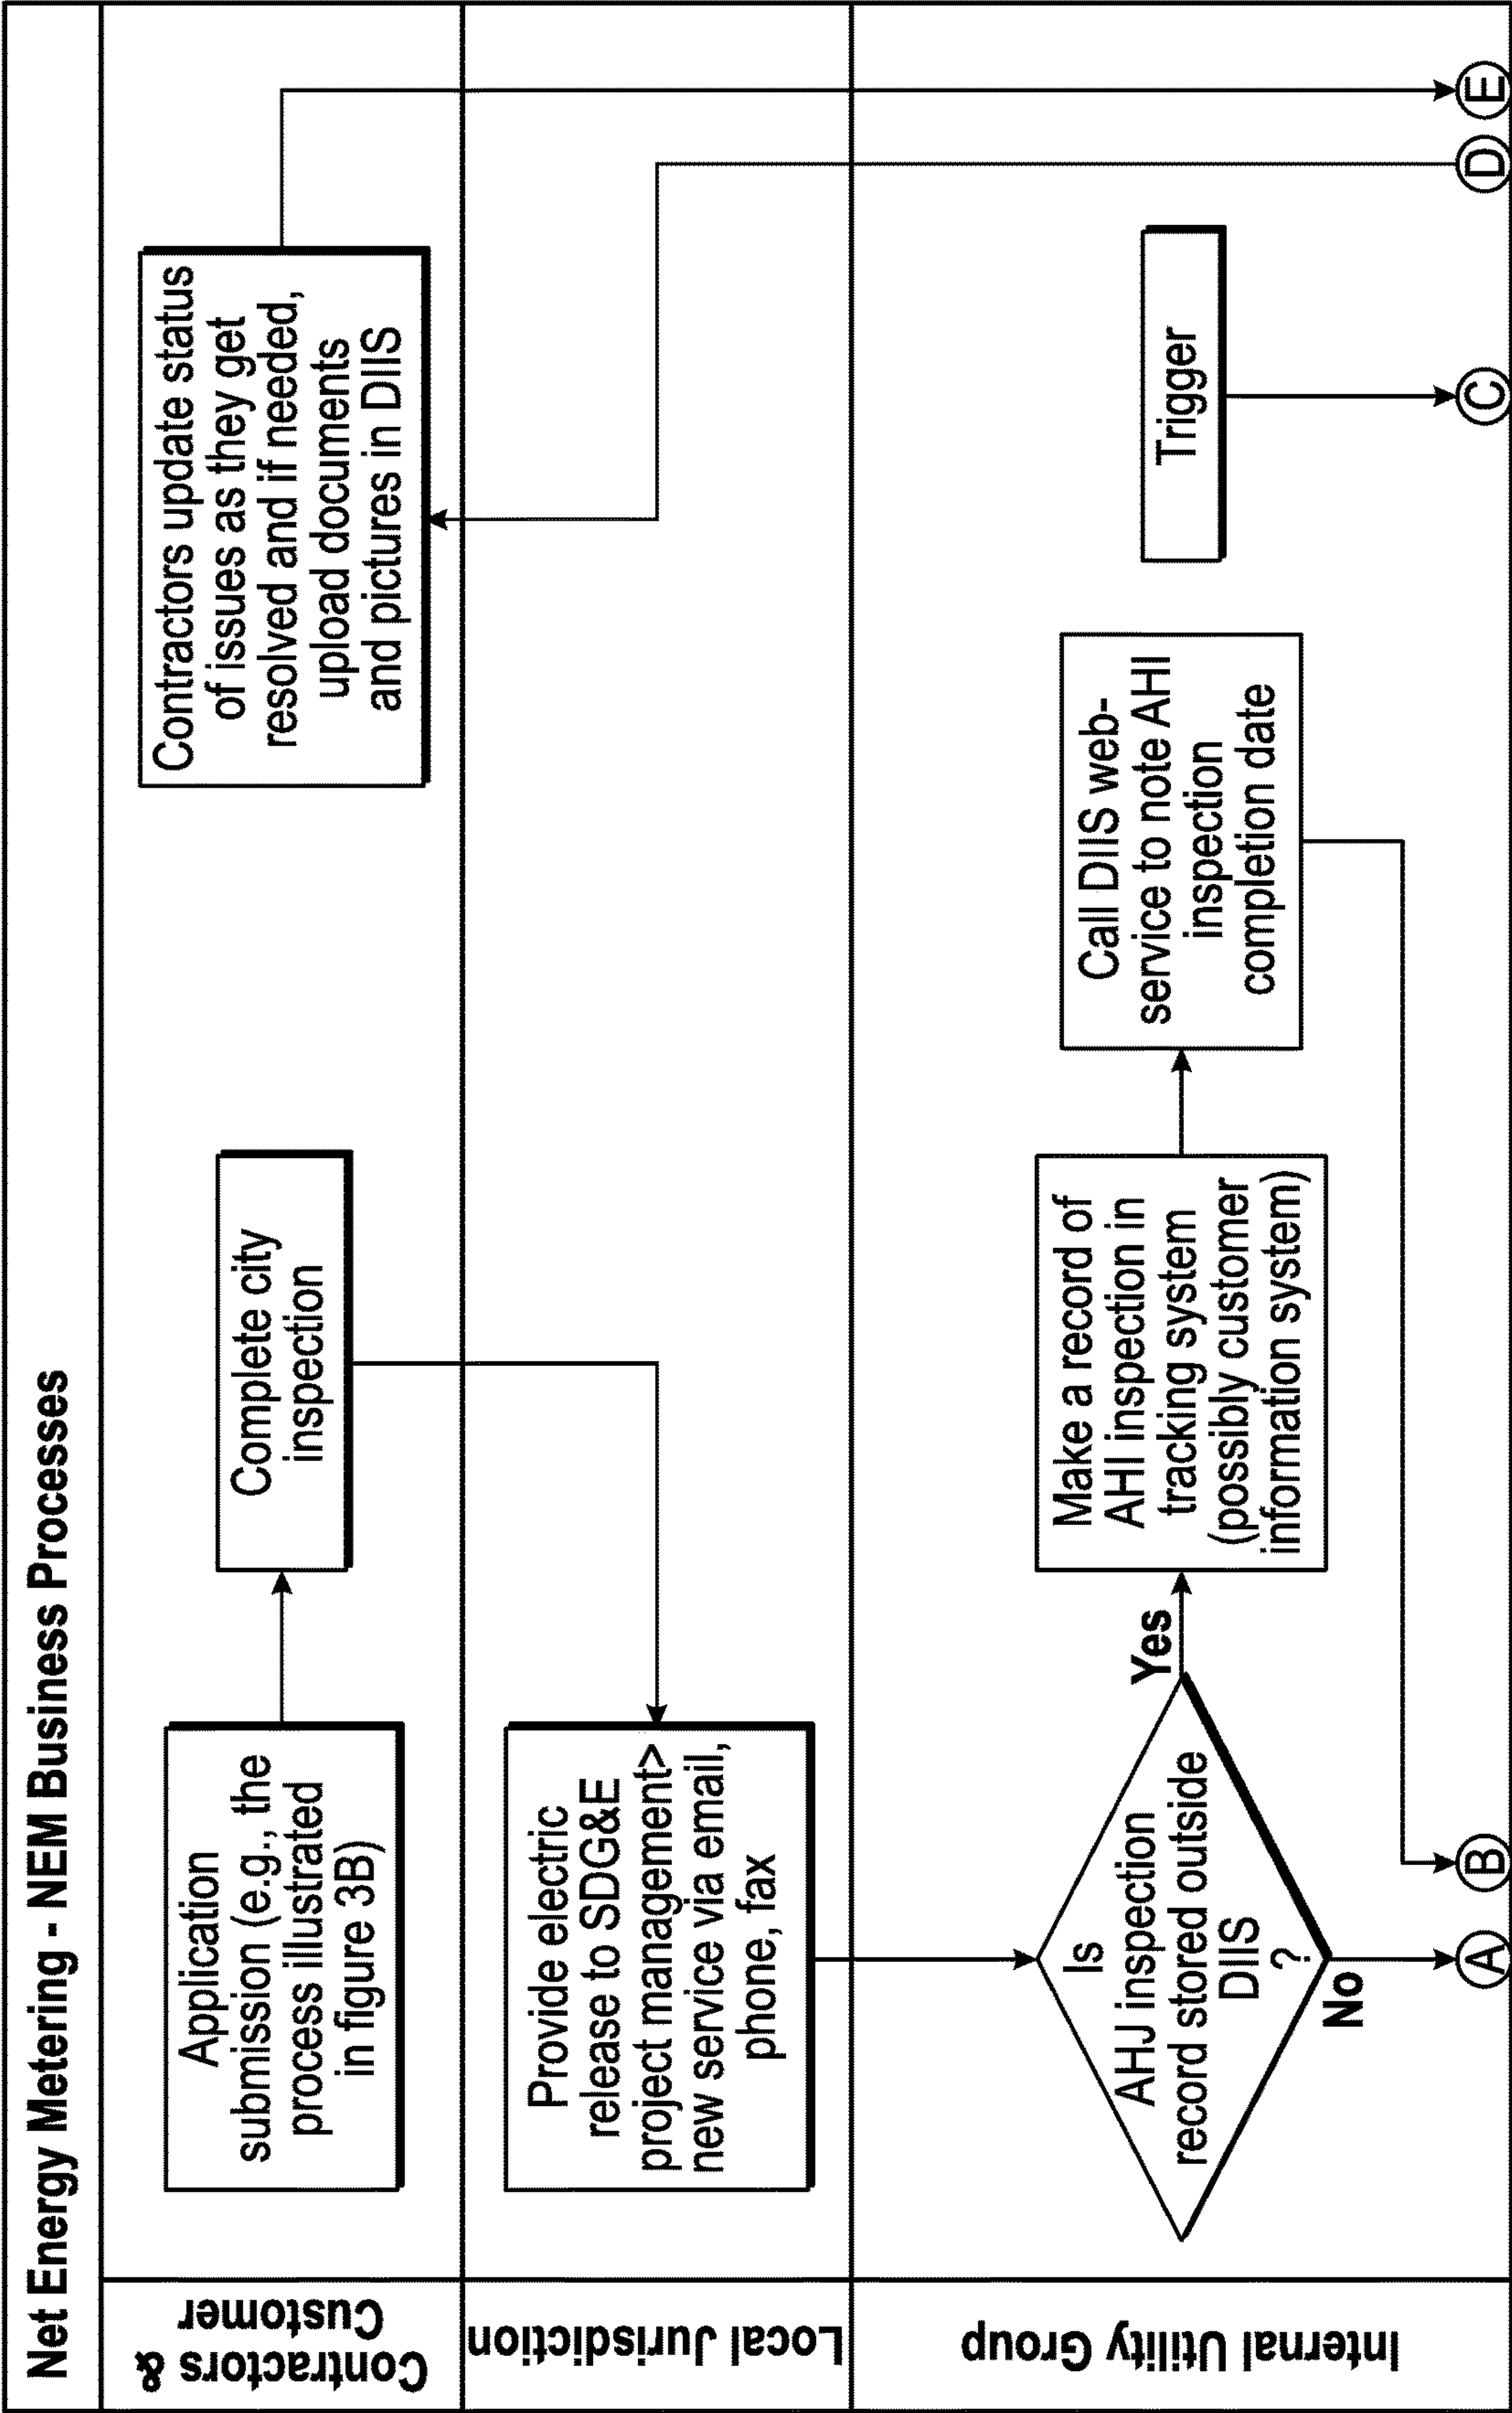 Net Energy Metering - NEM Business Processes
Contractors &
Customer
Application
submission (e.g., the
process illustrated
in figure 3B)
Complete city
inspection
Contractors update status
of issues as they get
resolved and if needed,
upload documents
and pictures in DIIS
Local Jurisdiction
Provide electric
release to SDG&E
project management>
new service via email,
phone, fax
Internal Utility Group
Is
AHJ inspection
record stored outside
DIIS
?
Yes
No
Make a record of
AHI inspection in
tracking system
(possibly customer
information system)
Call DIIS web-
service to note AHI
inspection
completion date
Trigger
A
B
C
D
E